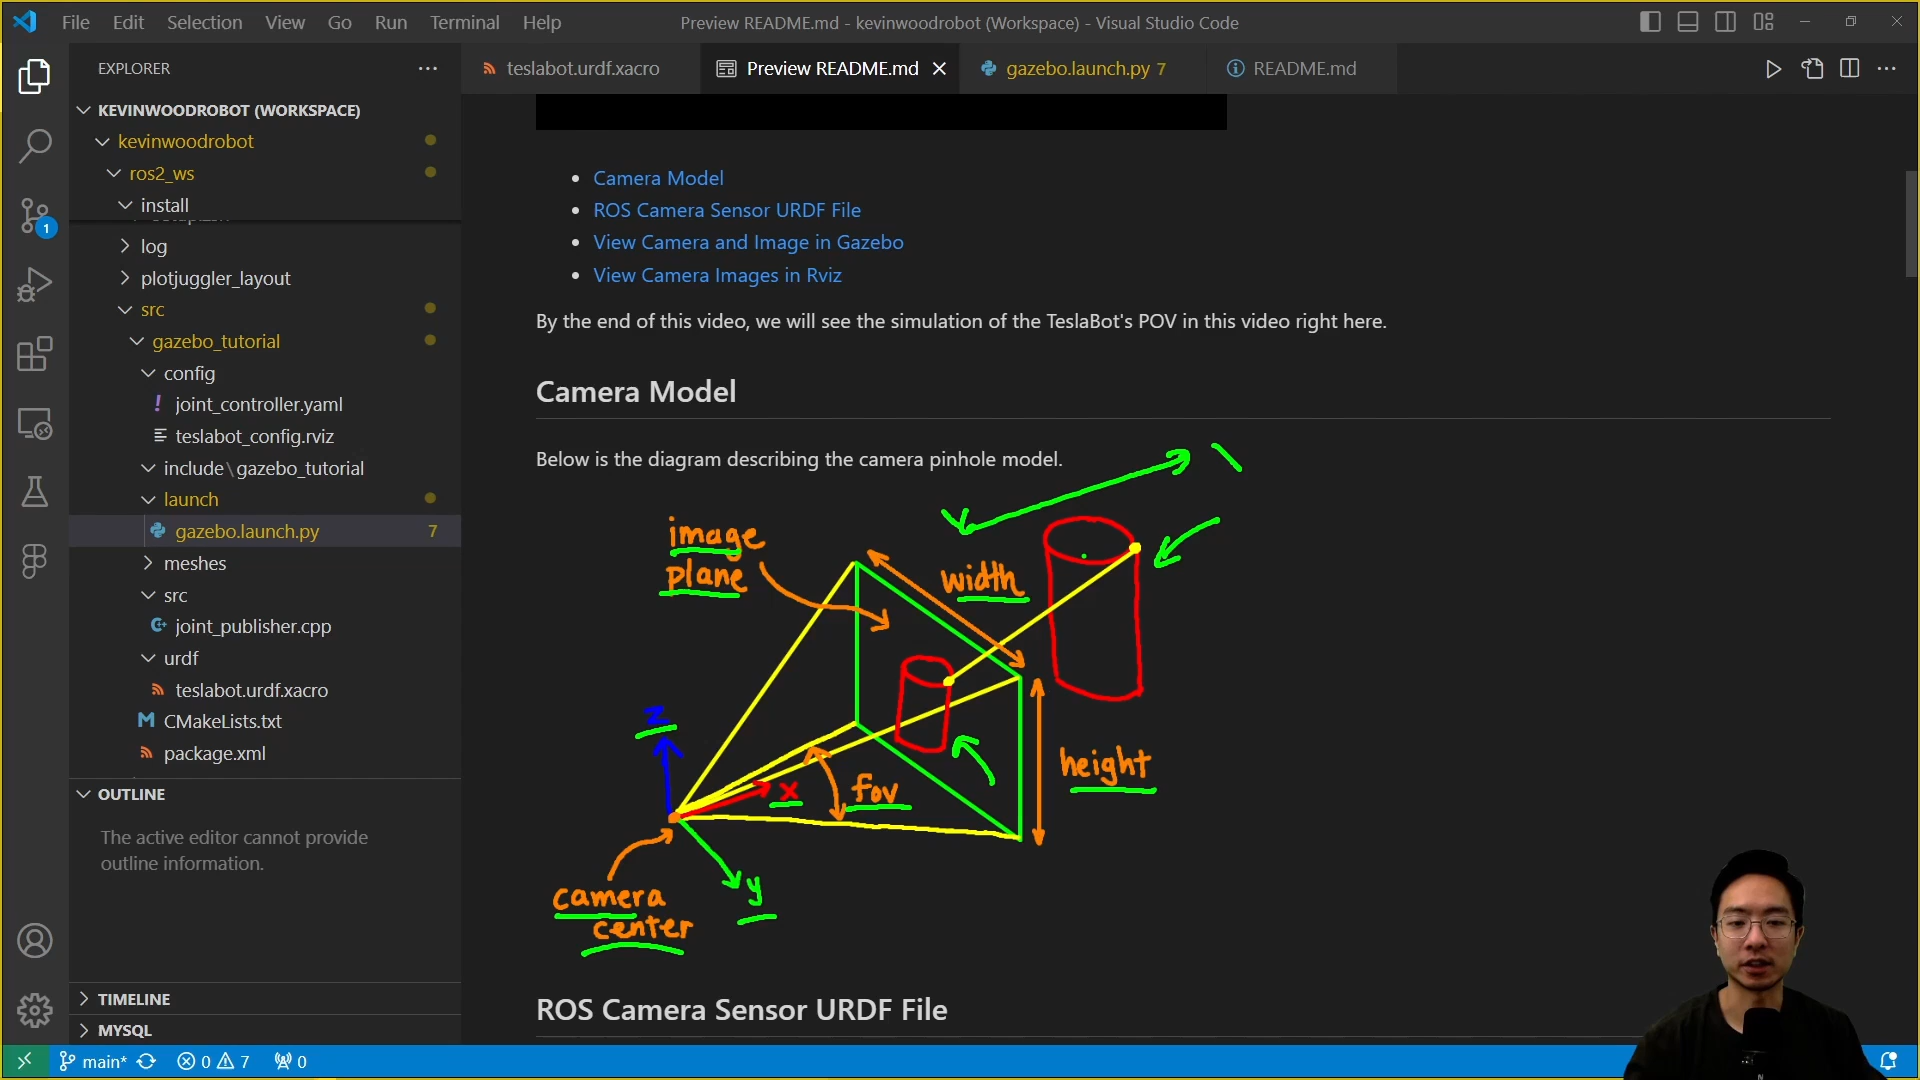 File Edit Selection View Go Run Terminal Help
Preview README.md - kevinwoodrobot (Workspace) - Visual Studio Code
EXPLORER
teslabot.urdf.xacro
Preview README.md
gazebo.launch.py 7
README.md
KEVINWOODROBOT (WORKSPACE)
kevinwoodrobot
ros2_ws
install
log
plotjuggler_layout
src
gazebo_tutorial
config
joint_controller.yaml
teslabot_config.rviz
include\gazebo_tutorial
launch
gazebo.launch.py 7
meshes
src
joint_publisher.cpp
urdf
teslabot.urdf.xacro
CMakeLists.txt
package.xml
OUTLINE
The active editor cannot provide
outline information.
TIMELINE
MYSQL
1
Camera Model
ROS Camera Sensor URDF File
View Camera and Image in Gazebo
View Camera Images in Rviz
By the end of this video, we will see the simulation of the TeslaBot's POV in this video right here.
Camera Model
Below is the diagram describing the camera pinhole model.
image
plane
width
z
x
fov
height
y
camera
center
ROS Camera Sensor URDF File
main* 0 7 0